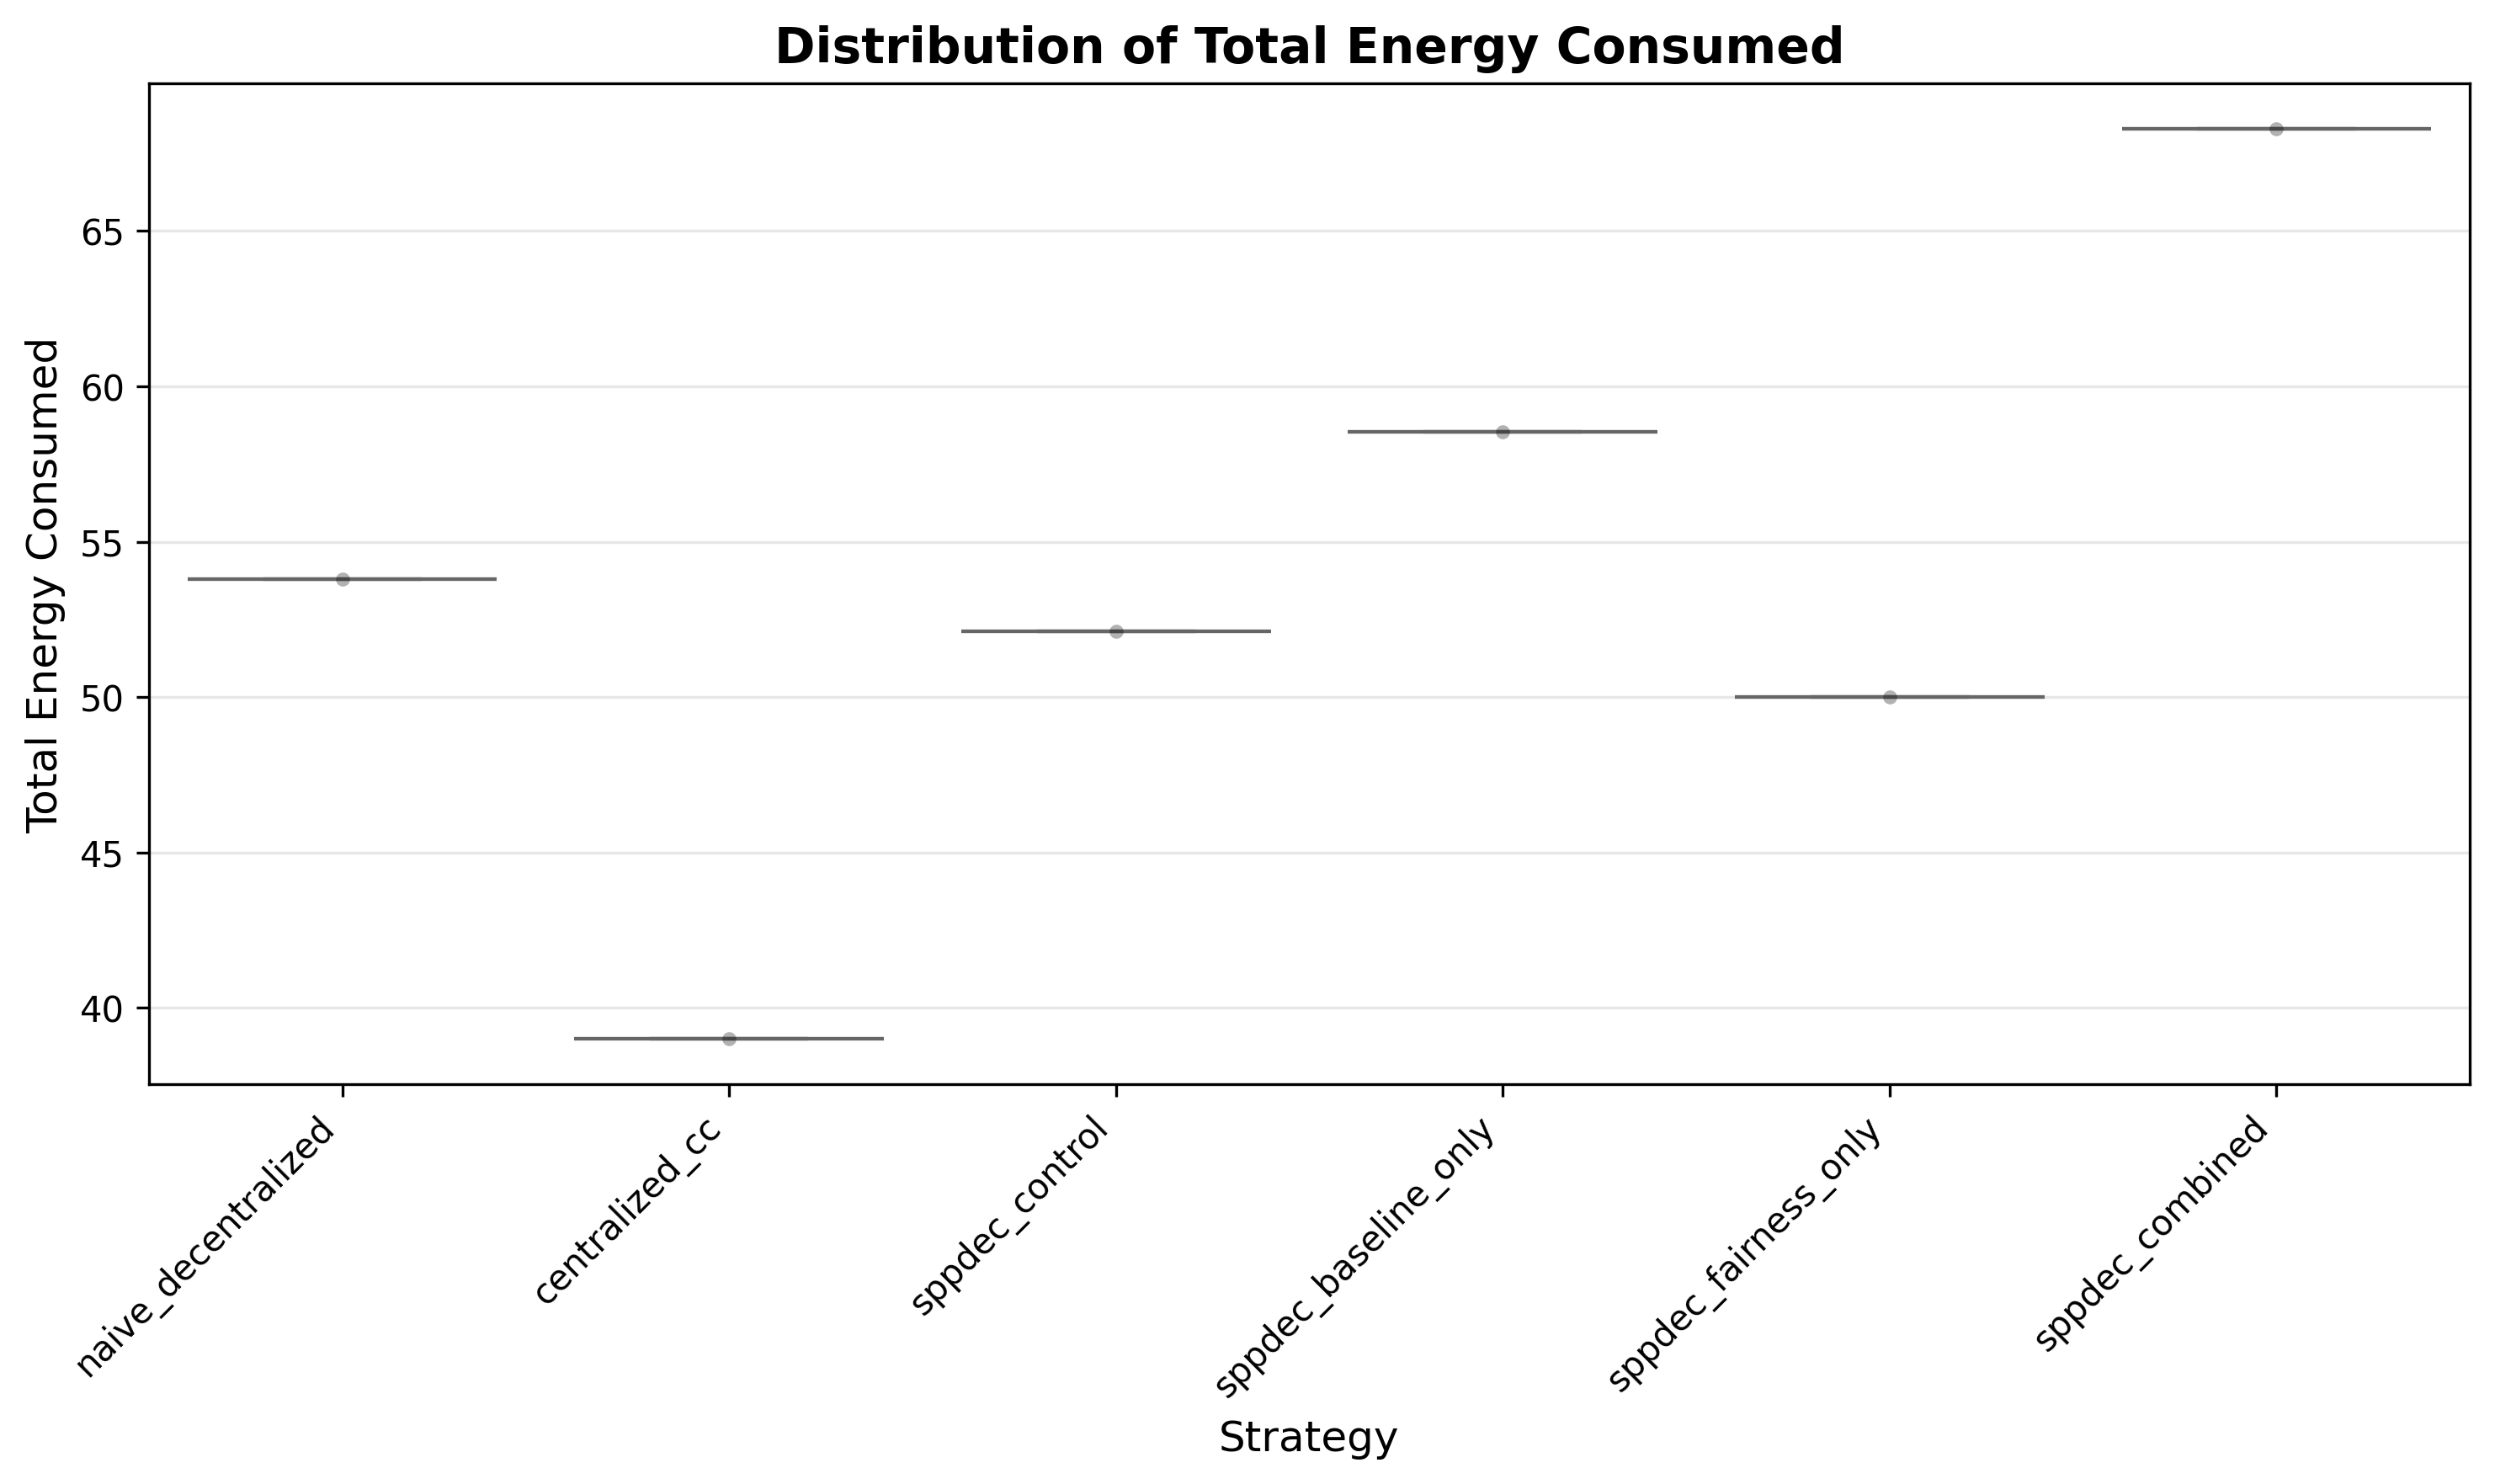 Distribution of Total Energy Consumed
Total Energy Consumed
65
60
55
50
45
40
naive_decentralized
centralized_cc
sppdec_control
sppdec_baseline_only
sppdec_fairness_only
sppdec_combined
Strategy